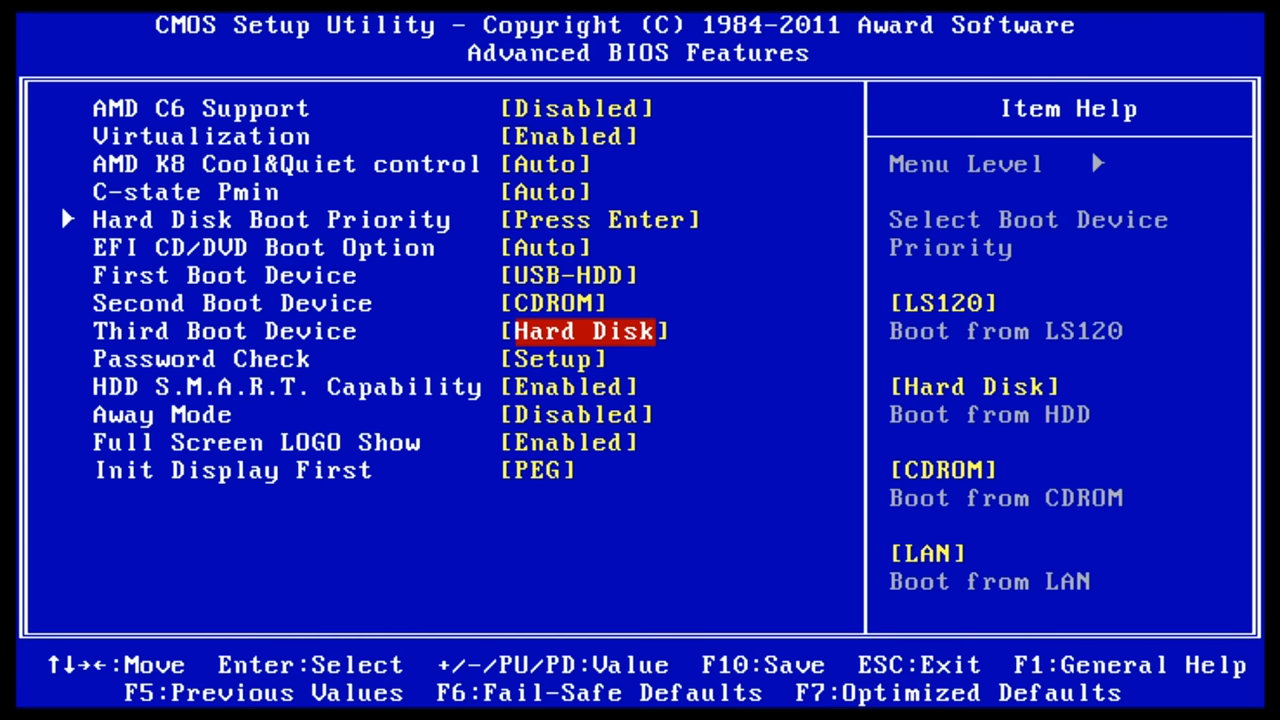 CMOS Setup Utility - Copyright (C) 1984-2011 Award Software
Advanced BIOS Features
AMD C6 Support [Disabled]
Virtualization [Enabled]
AMD K8 Cool&Quiet control [Auto]
C-state Pmin [Auto]
Hard Disk Boot Priority [Press Enter]
EFI CD/DVD Boot Option [Auto]
First Boot Device [USB-HDD]
Second Boot Device [CDROM]
Third Boot Device [Hard Disk]
Password Check [Setup]
HDD S.M.A.R.T. Capability [Enabled]
Away Mode [Disabled]
Full Screen LOGO Show [Enabled]
Init Display First [PEG]
Item Help
Menu Level
Select Boot Device
Priority
[LS120]
Boot from LS120
[Hard Disk]
Boot from HDD
[CDROM]
Boot from CDROM
[LAN]
Boot from LAN
↑↓→←:Move Enter:Select +/-/PU/PD:Value F10:Save ESC:Exit F1:General Help
F5:Previous Values F6:Fail-Safe Defaults F7:Optimized Defaults